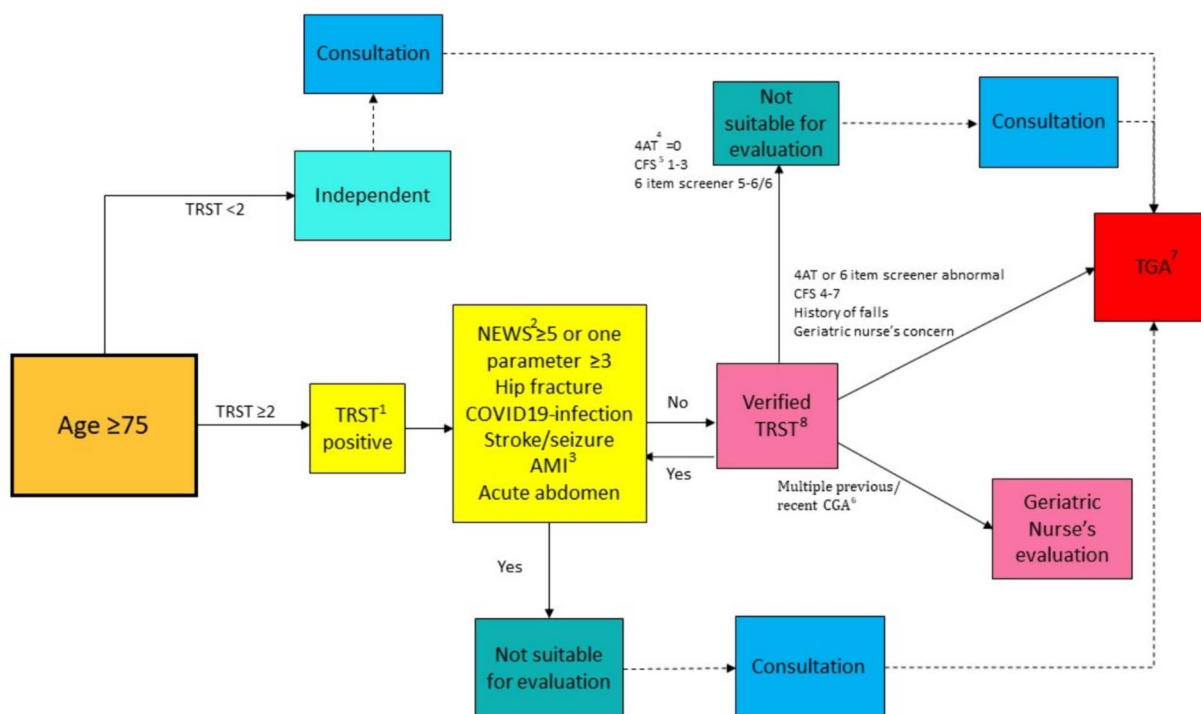 Consultation
Not
suitable for
evaluation
Consultation
4AT⁴ =0
CFS⁵ 1-3
6 item screener 5-6/6
Independent
TRST <2
TGA⁷
4AT or 6 item screener abnormal
CFS 4-7
History of falls
Geriatric nurse’s concern
NEWS²≥5 or one
parameter ≥3
Hip fracture
COVID19-infection
Stroke/seizure
AMI³
Acute abdomen
Age ≥75
TRST ≥2
TRST¹
positive
No
Yes
Verified
TRST⁸
Multiple previous/
recent CGA⁶
Geriatric
Nurse’s
evaluation
Yes
Not suitable
for evaluation
Consultation